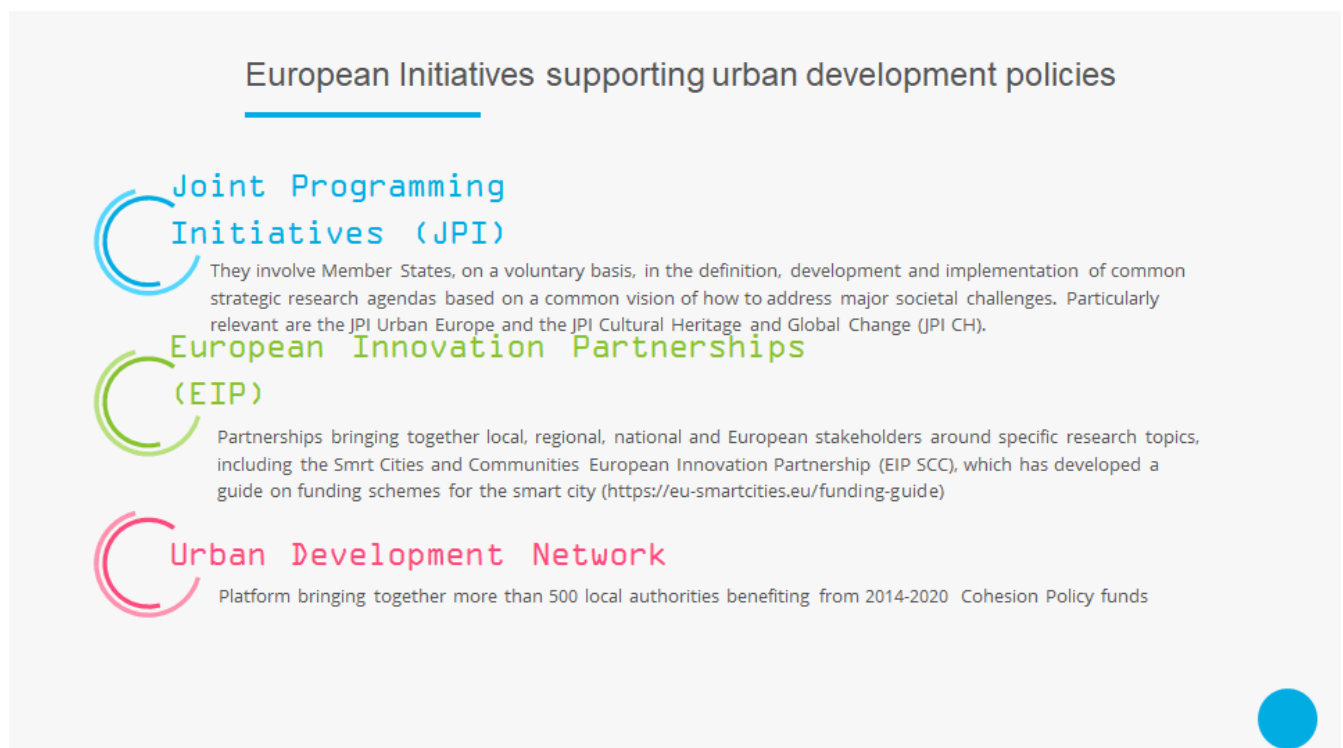 European Initiatives supporting urban development policies
Joint Programming
Initiatives (JPI)
They involve Member States, on a voluntary basis, in the definition, development and implementation of common
strategic research agendas based on a common vision of how to address major societal challenges. Particularly
relevant are the JPI Urban Europe and the JPI Cultural Heritage and Global Change (JPI CH).
European Innovation Partnerships
(EIP)
Partnerships bringing together local, regional, national and European stakeholders around specific research topics,
including the Smrt Cities and Communities European Innovation Partnership (EIP SCC), which has developed a
guide on funding schemes for the smart city (https://eu-smartcities.eu/funding-guide)
Urban Development Network
Platform bringing together more than 500 local authorities benefiting from 2014-2020 Cohesion Policy funds